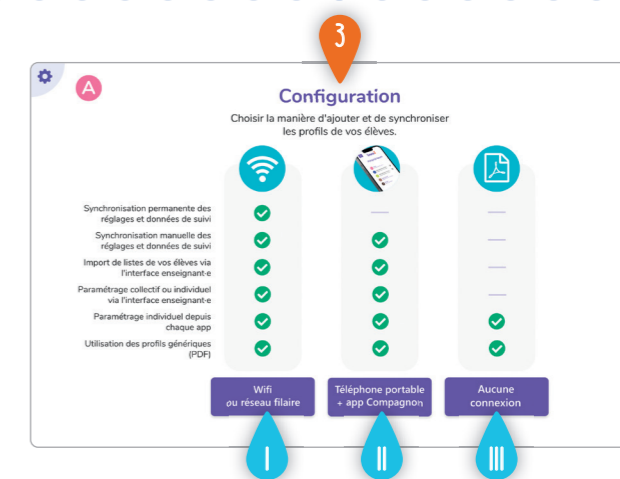 3
A
Configuration
Choisir la manière d'ajouter et de synchroniser
les profils de vos élèves.
Synchronisation permanente des
réglages et données de suivi
Synchronisation manuelle des
réglages et données de suivi
Import de listes de vos élèves via
l'interface enseignant·e
Paramétrage collectif ou individuel
via l'interface enseignant·e
Paramétrage individuel depuis
chaque app
Utilisation des profils génériques
(PDF)
Wifi
ou réseau filaire
Téléphone portable
+ app Compagnon
Aucune
connexion
I
II
III